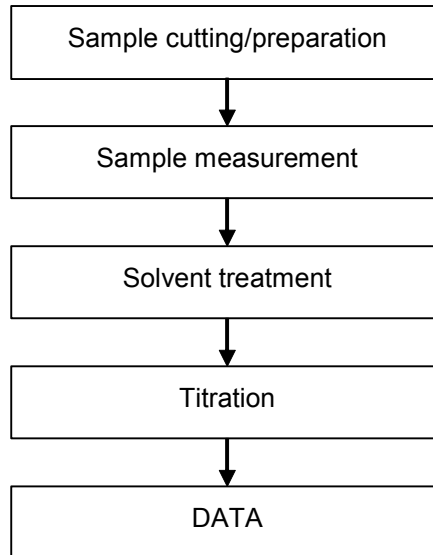 Sample cutting/preparation
Sample measurement
Solvent treatment
Titration
DATA